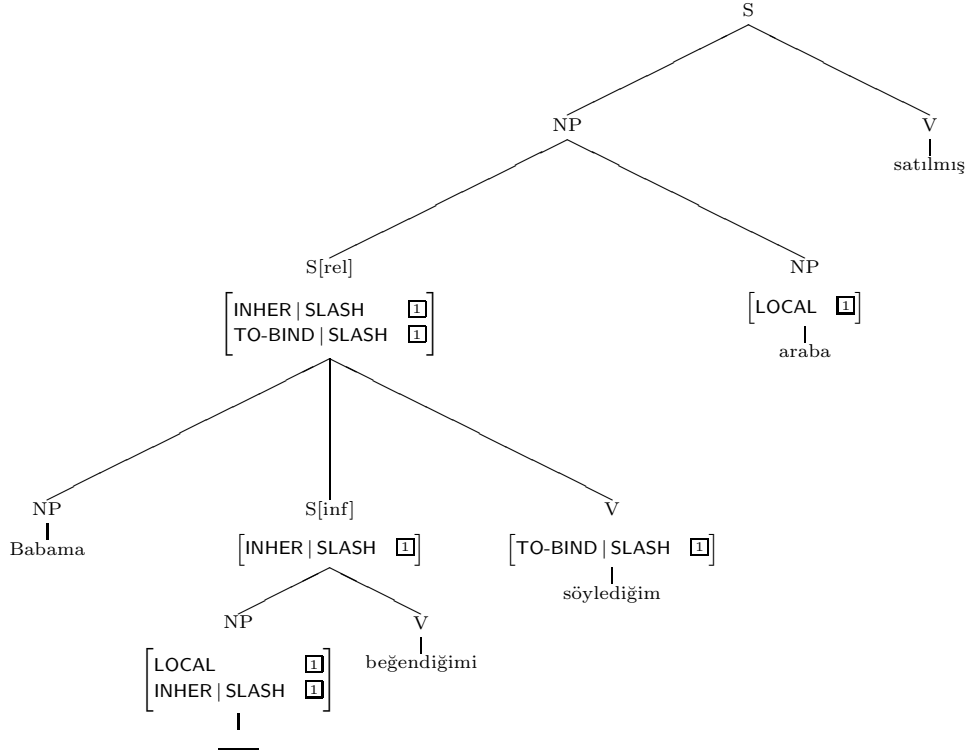 S
NP V
satılmış
S[rel] NP
INHER | SLASH 1
TO-BIND | SLASH 1
LOCAL 1
araba
NP S[inf] V
Babama
INHER | SLASH 1
TO-BIND | SLASH 1
söylediğim
NP V
beğendiğimi
LOCAL 1
INHER | SLASH 1